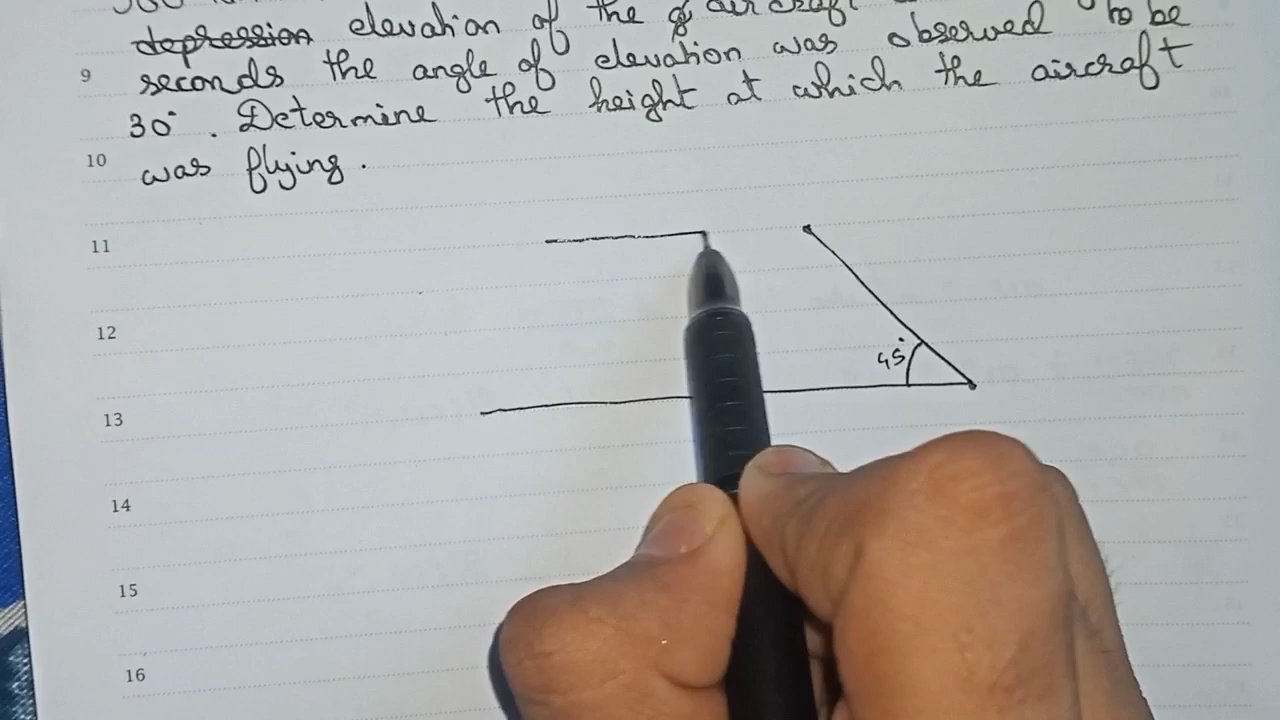 depression elevation of the aircraft
9 seconds the angle of elevation was observed to be
30°. Determine the height at which the aircraft
10 was flying.
11
12
45°
13
14
15
16